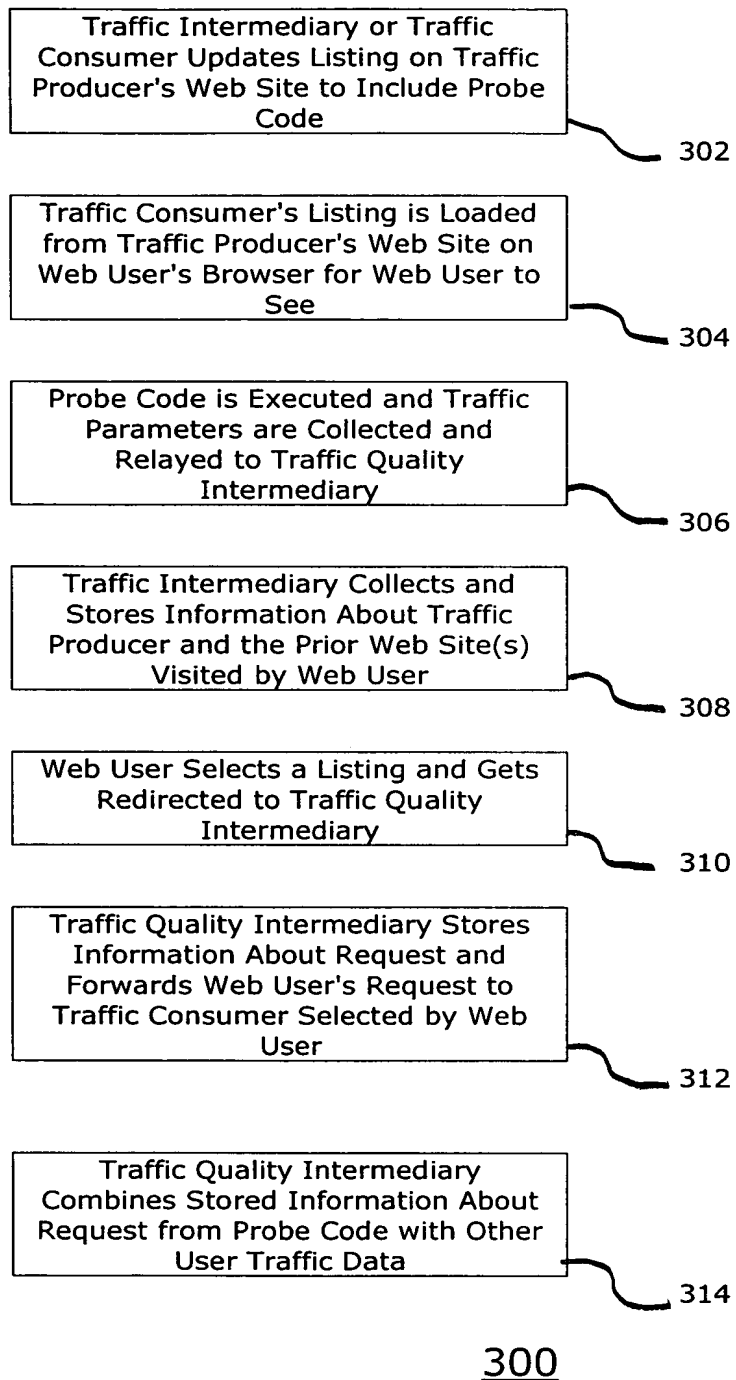 Traffic Intermediary or Traffic
Consumer Updates Listing on Traffic
Producer's Web Site to Include Probe
Code
302
Traffic Consumer's Listing is Loaded
from Traffic Producer's Web Site on
Web User's Browser for Web User to
See
304
Probe Code is Executed and Traffic
Parameters are Collected and
Relayed to Traffic Quality
Intermediary
306
Traffic Intermediary Collects and
Stores Information About Traffic
Producer and the Prior Web Site(s)
Visited by Web User
308
Web User Selects a Listing and Gets
Redirected to Traffic Quality
Intermediary
310
Traffic Quality Intermediary Stores
Information About Request and
Forwards Web User's Request to
Traffic Consumer Selected by Web
User
312
Traffic Quality Intermediary
Combines Stored Information About
Request from Probe Code with Other
User Traffic Data
314
300